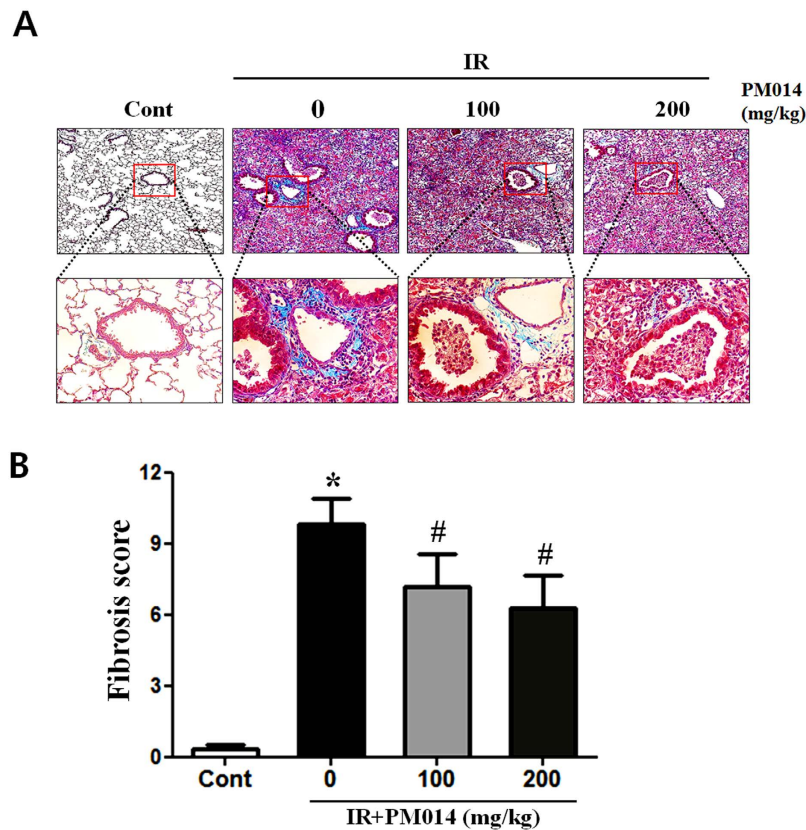 A
IR
Cont
0
100
200
PM014
(mg/kg)
B
Fibrosis score
12
9
6
3
0
*
#
#
Cont
0
100
200
IR+PM014 (mg/kg)